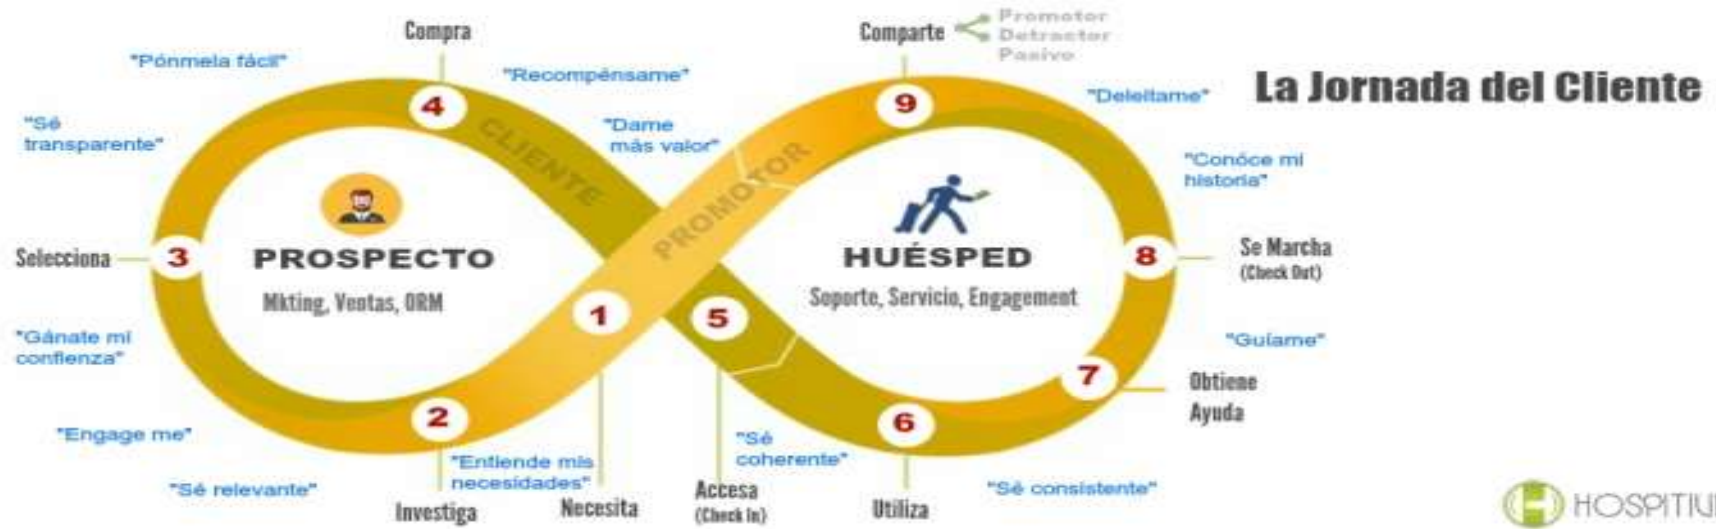 La Jornada del Cliente
Compra
Comparte
Promotor
Detractor
Pasivo
"Pónmela fácil"
"Recompénsame"
"Deleitame"
4
9
"Sé
transparente"
CLIENTE
"Dame
más valor"
PROMOTOR
"Conóce mi
historia"
Selecciona
3
PROSPECTO
Mkting, Ventas, ORM
HUÉSPED
Soporte, Servicio, Engagement
8
Se Marcha
(Check Out)
1
5
"Gánate mi
confienza"
"Guíame"
7
Obtiene
Ayuda
2
6
"Engage me"
"Sé relevante"
"Entiende mis
necesidades"
"Sé
coherente"
"Sé consistente"
Investiga
Necesita
Accesa
(Check In)
Utiliza
H HOSPITIU